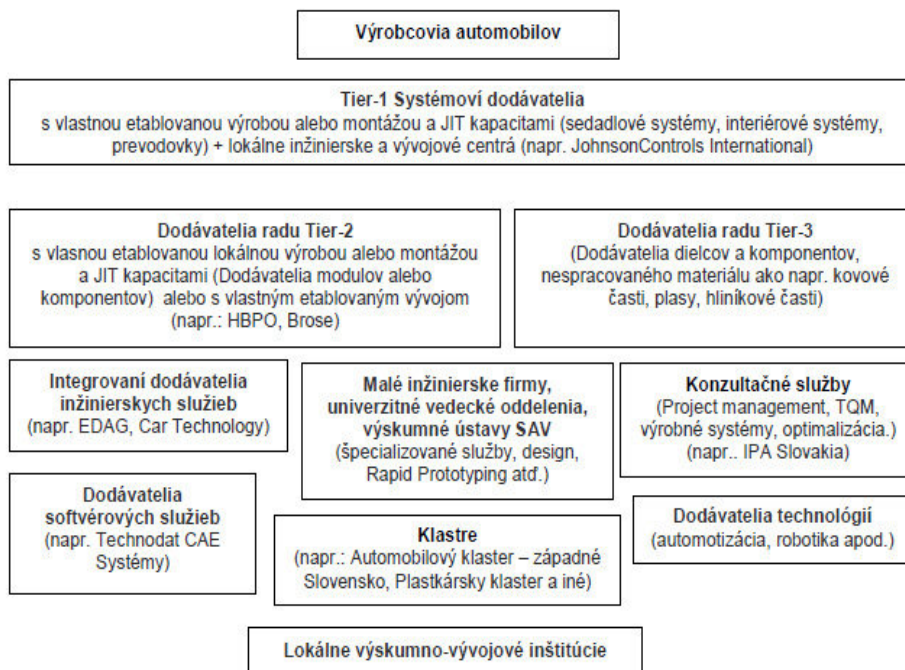 Výrobcovia automobilov
Tier-1 Systémoví dodávatelia
s vlastnou etablovanou výrobou alebo montážou a JIT kapacitami (sedadlové systémy, interiérové systémy,
prevodovky) + lokálne inžinierske a vývojové centrá (napr. JohnsonControls International)
Dodávatelia radu Tier-2
s vlasnou etablovanou lokálnou výrobou alebo montážou
a JIT kapacitami (Dodávatelia modulov alebo
komponentov) alebo s vlastným etablovaným vývojom
(napr.: HBPO, Brose)
Dodávatelia radu Tier-3
(Dodávatelia dielcov a komponentov,
nespracovaného materiálu ako napr. kovové
časti, plasy, hliníkové časti)
Integrovaní dodávatelia
inžinierskych služieb
(napr. EDAG, Car Technology)
Malé inžinierske firmy,
univerzitné vedecké oddelenia,
výskumné ústavy SAV
(špecializované služby, design,
Rapid Prototyping atď.)
Konzultačné služby
(Project management, TQM,
výrobné systémy, optimalizácia.)
(napr.. IPA Slovakia)
Dodávatelia
softvérových služieb
(napr. Technodat CAE
Systémy)
Klastre
(napr.: Automobilový klaster – západné
Slovensko, Plastkársky klaster a iné)
Dodávatelia technológií
(automotizácia, robotika apod.)
Lokálne výskumno-vývojové inštitúcie